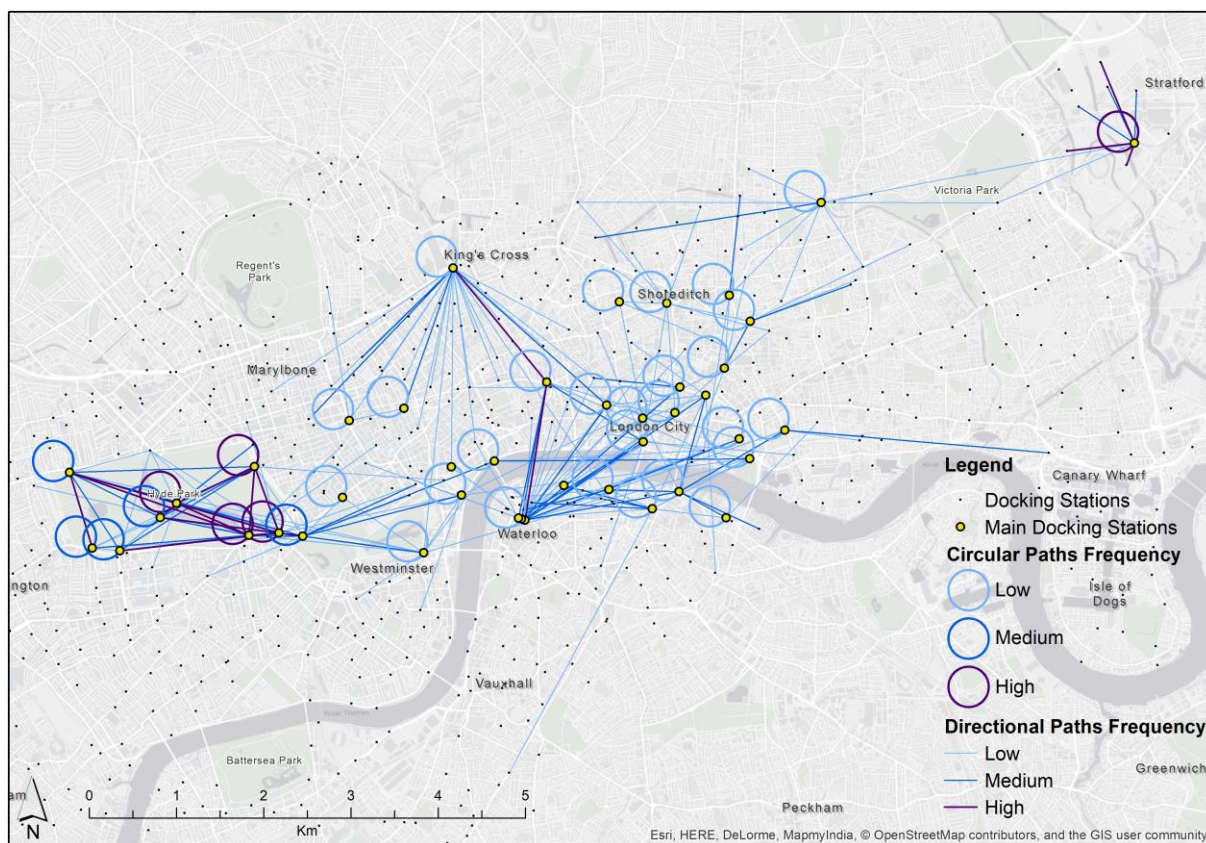 Stratford
Victoria Park
King's Cross
Regent's
Park
Shoreditch
Marylbone
London City
Hyde Park
Canary Wharf
Waterloo
Westminster
ngton
Isle of
Dogs
Vauxhall
River Thames
Battersea Park
Greenwich
am
Peckham
Legend
Docking Stations
Main Docking Stations
Circular Paths Frequency
Low
Medium
High
Directional Paths Frequency
Low
Medium
High
N
0 1 2 3 4 5
Km
Esri, HERE, DeLorme, MapmyIndia, © OpenStreetMap contributors, and the GIS user community